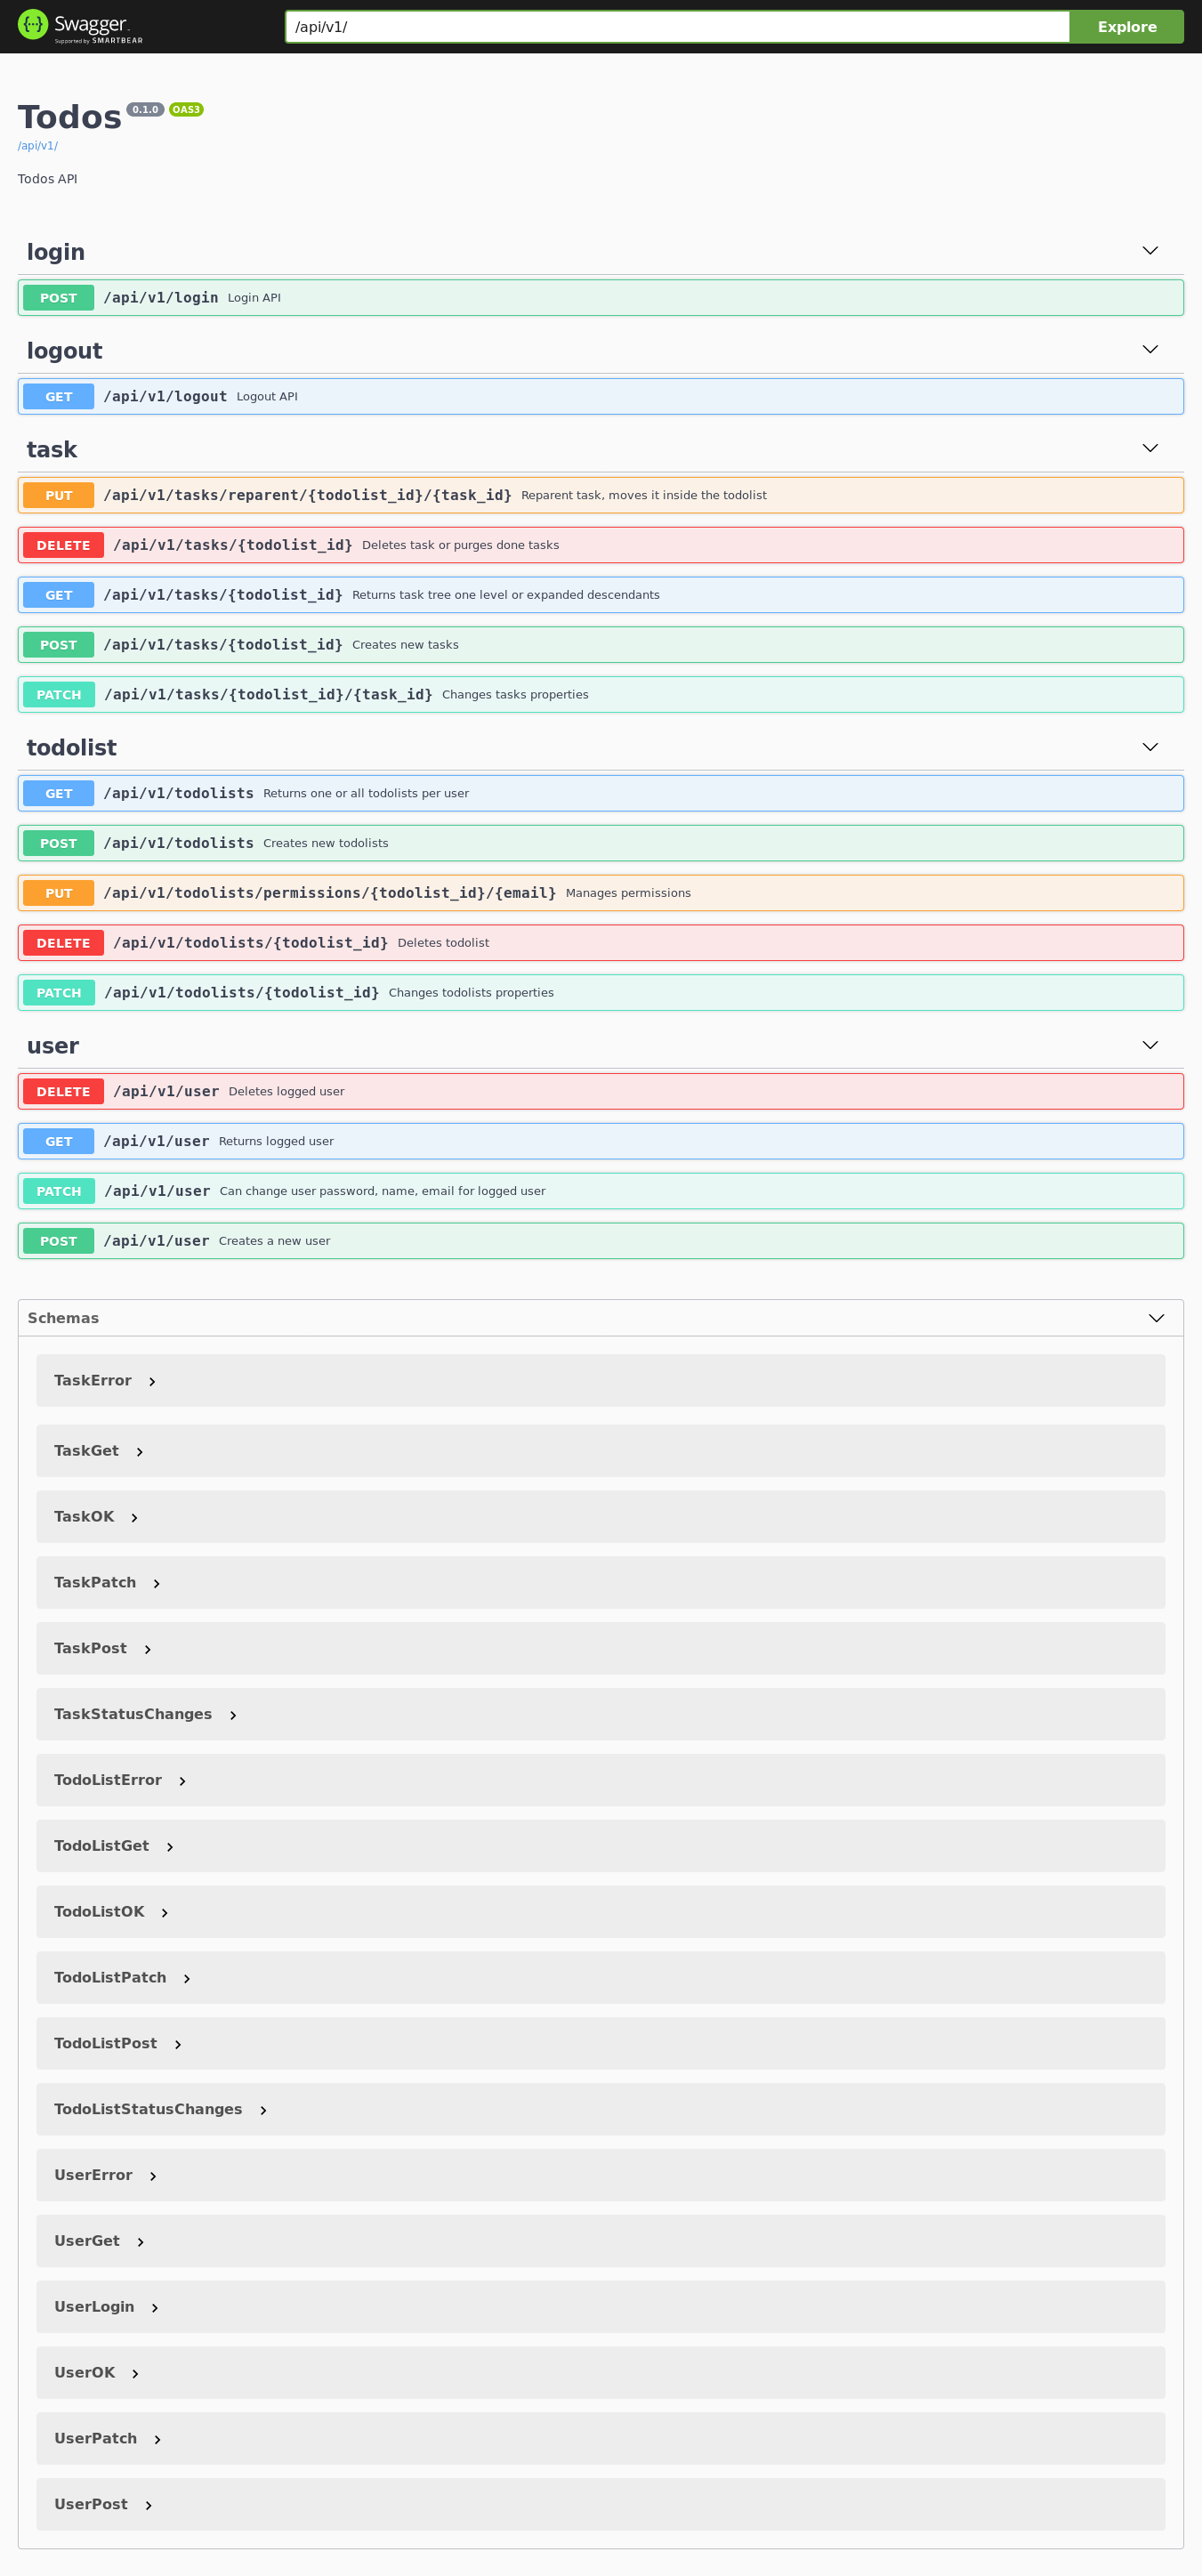 Swagger.
Supported by SMARTBEAR
/api/v1/
Explore
Todos 0.1.0 OAS3
/api/v1/
Todos API
login
POST /api/v1/login Login API
logout
GET /api/v1/logout Logout API
task
PUT /api/v1/tasks/reparent/{todolist_id}/{task_id} Reparent task, moves it inside the todolist
DELETE /api/v1/tasks/{todolist_id} Deletes task or purges done tasks
GET /api/v1/tasks/{todolist_id} Returns task tree one level or expanded descendants
POST /api/v1/tasks/{todolist_id} Creates new tasks
PATCH /api/v1/tasks/{todolist_id}/{task_id} Changes tasks properties
todolist
GET /api/v1/todolists Returns one or all todolists per user
POST /api/v1/todolists Creates new todolists
PUT /api/v1/todolists/permissions/{todolist_id}/{email} Manages permissions
DELETE /api/v1/todolists/{todolist_id} Deletes todolist
PATCH /api/v1/todolists/{todolist_id} Changes todolists properties
user
DELETE /api/v1/user Deletes logged user
GET /api/v1/user Returns logged user
PATCH /api/v1/user Can change user password, name, email for logged user
POST /api/v1/user Creates a new user
Schemas
TaskError
TaskGet
TaskOK
TaskPatch
TaskPost
TaskStatusChanges
TodoListError
TodoListGet
TodoListOK
TodoListPatch
TodoListPost
TodoListStatusChanges
UserError
UserGet
UserLogin
UserOK
UserPatch
UserPost